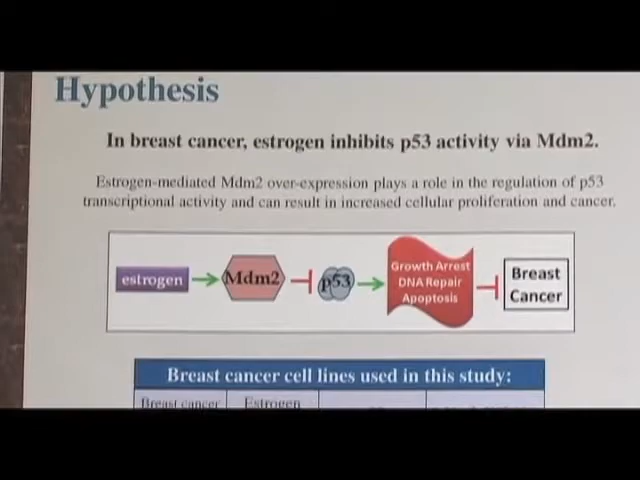 Hypothesis
In breast cancer, estrogen inhibits p53 activity via Mdm2.
Estrogen-mediated Mdm2 over-expression plays a role in the regulation of p53
transcriptional activity and can result in increased cellular proliferation and cancer.
estrogen
Mdm2
p53
Growth Arrest
DNA Repair
Apoptosis
Breast
Cancer
Breast cancer cell lines used in this study:
Breast cancer
Estrogen